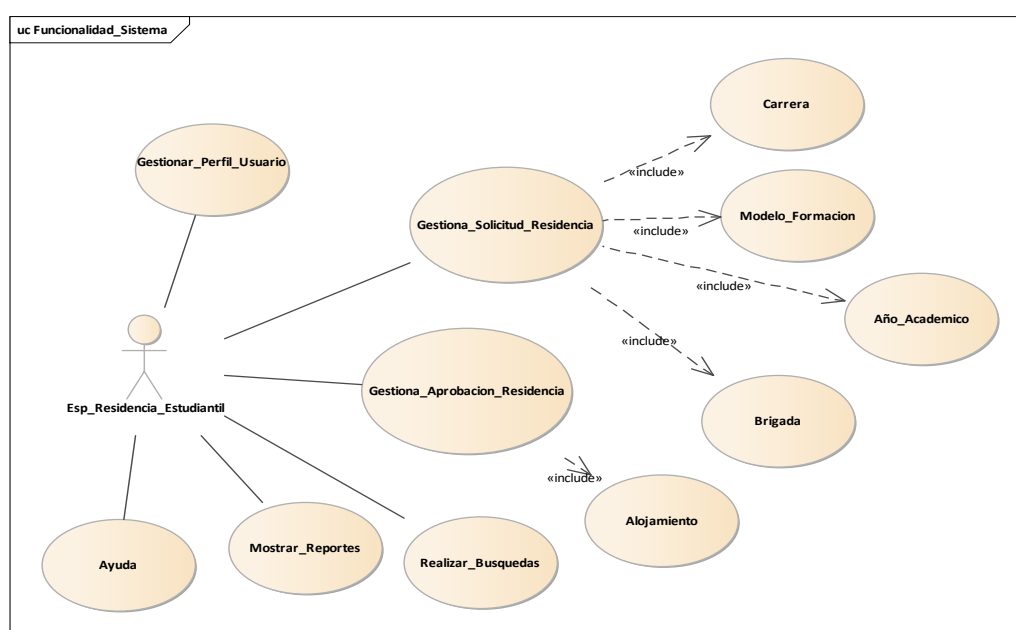 uc Funcionalidad_Sistema
Carrera
Gestionar_Perfil_Usuario
«include»
Modelo_Formacion
Gestiona_Solicitud_Residencia
«include»
«include»
Año_Academico
«include»
Gestiona_Aprobacion_Residencia
Esp_Residencia_Estudiantil
Brigada
«include»
Alojamiento
Mostrar_Reportes
Realizar_Busquedas
Ayuda